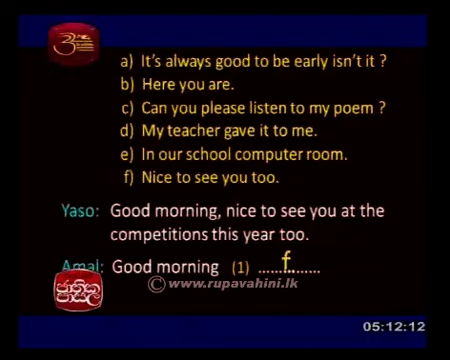 a) It's always good to be early isn't it ?
b) Here you are.
c) Can you please listen to my poem ?
d) My teacher gave it to me.
e) In our school computer room.
f) Nice to see you too.
Yaso: Good morning, nice to see you at the
competitions this year too.
Amal: Good morning (1) ......f........
ජාතික
පාසල
© www.rupavahini.lk
05:12:12